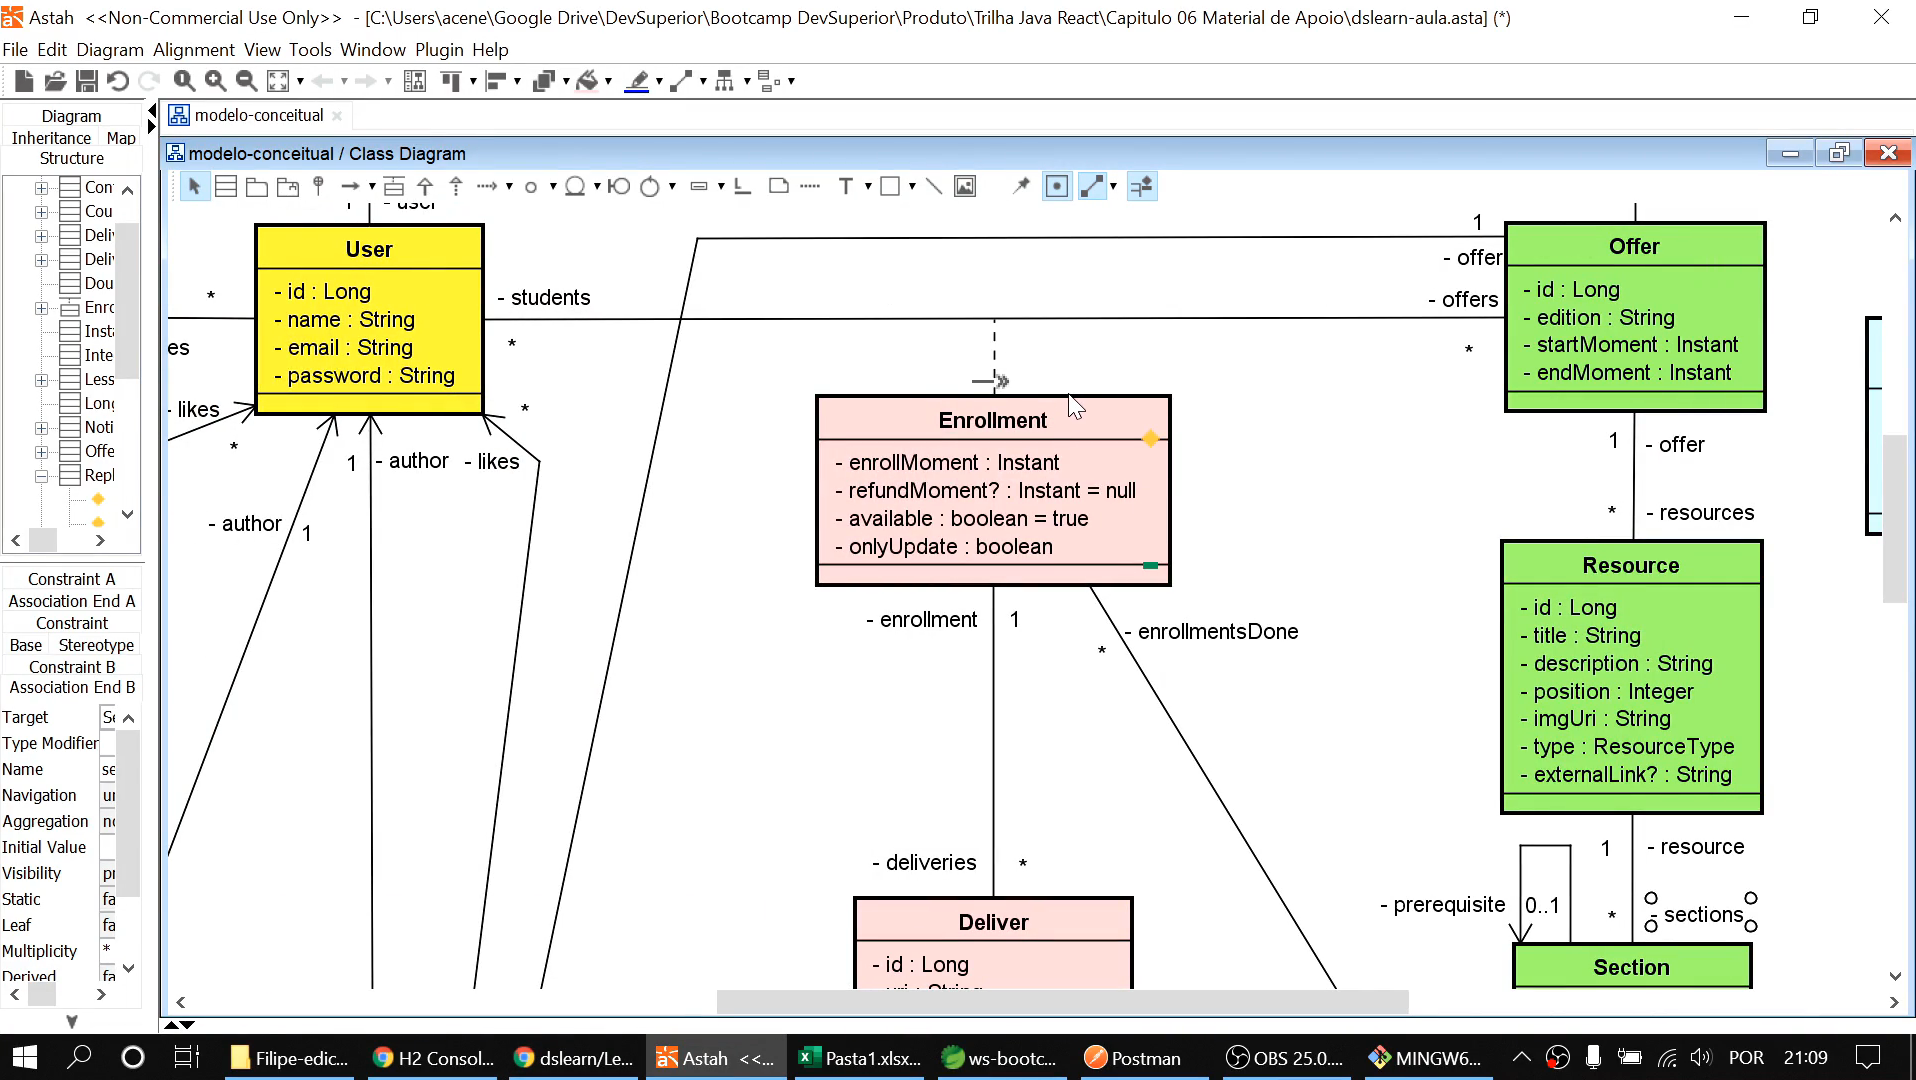 Astah <<Non-Commercial Use Only>> - [C:\Users\acene\Google Drive\DevSuperior\Bootcamp DevSuperior\Produto\Trilha Java React\Capitulo 06 Material de Apoio\dslearn-aula.asta] (*)
File Edit Diagram Alignment View Tools Window Plugin Help
Diagram
Inheritance Map
Structure
modelo-conceitual
modelo-conceitual / Class Diagram
Con
Cou
Deli
Deli
Dou
Enro
Insta
Inte
Less
Long
Noti
Offe
Repl
Constraint A
Association End A
Constraint
Base Stereotype
Constraint B
Association End B
Target Se
Type Modifier
Name se
Navigation un
Aggregation no
Initial Value
Visibility pr
Static fa
Leaf fa
Multiplicity *
Derived fa
1 - user
User
- id : Long
- name : String
- email : String
- password : String
*
es
- likes
*
- students
*
*
- author 1
1 - author
- likes
1
- offer
- offers
*
Offer
- id : Long
- edition : String
- startMoment : Instant
- endMoment : Instant
Enrollment
- enrollMoment : Instant
- refundMoment? : Instant = null
- available : boolean = true
- onlyUpdate : boolean
- enrollment 1
- enrollmentsDone
*
- deliveries *
Deliver
- id : Long
- uri : String
1 - offer
* - resources
Resource
- id : Long
- title : String
- description : String
- position : Integer
- imgUri : String
- type : ResourceType
- externalLink? : String
1 - resource
- prerequisite 0..1
* - sections
Section
Filipe-edic...
H2 Consol...
dslearn/Le...
Astah <<...
Pasta1.xlsx...
ws-bootc...
Postman
OBS 25.0....
MINGW6...
POR
21:09